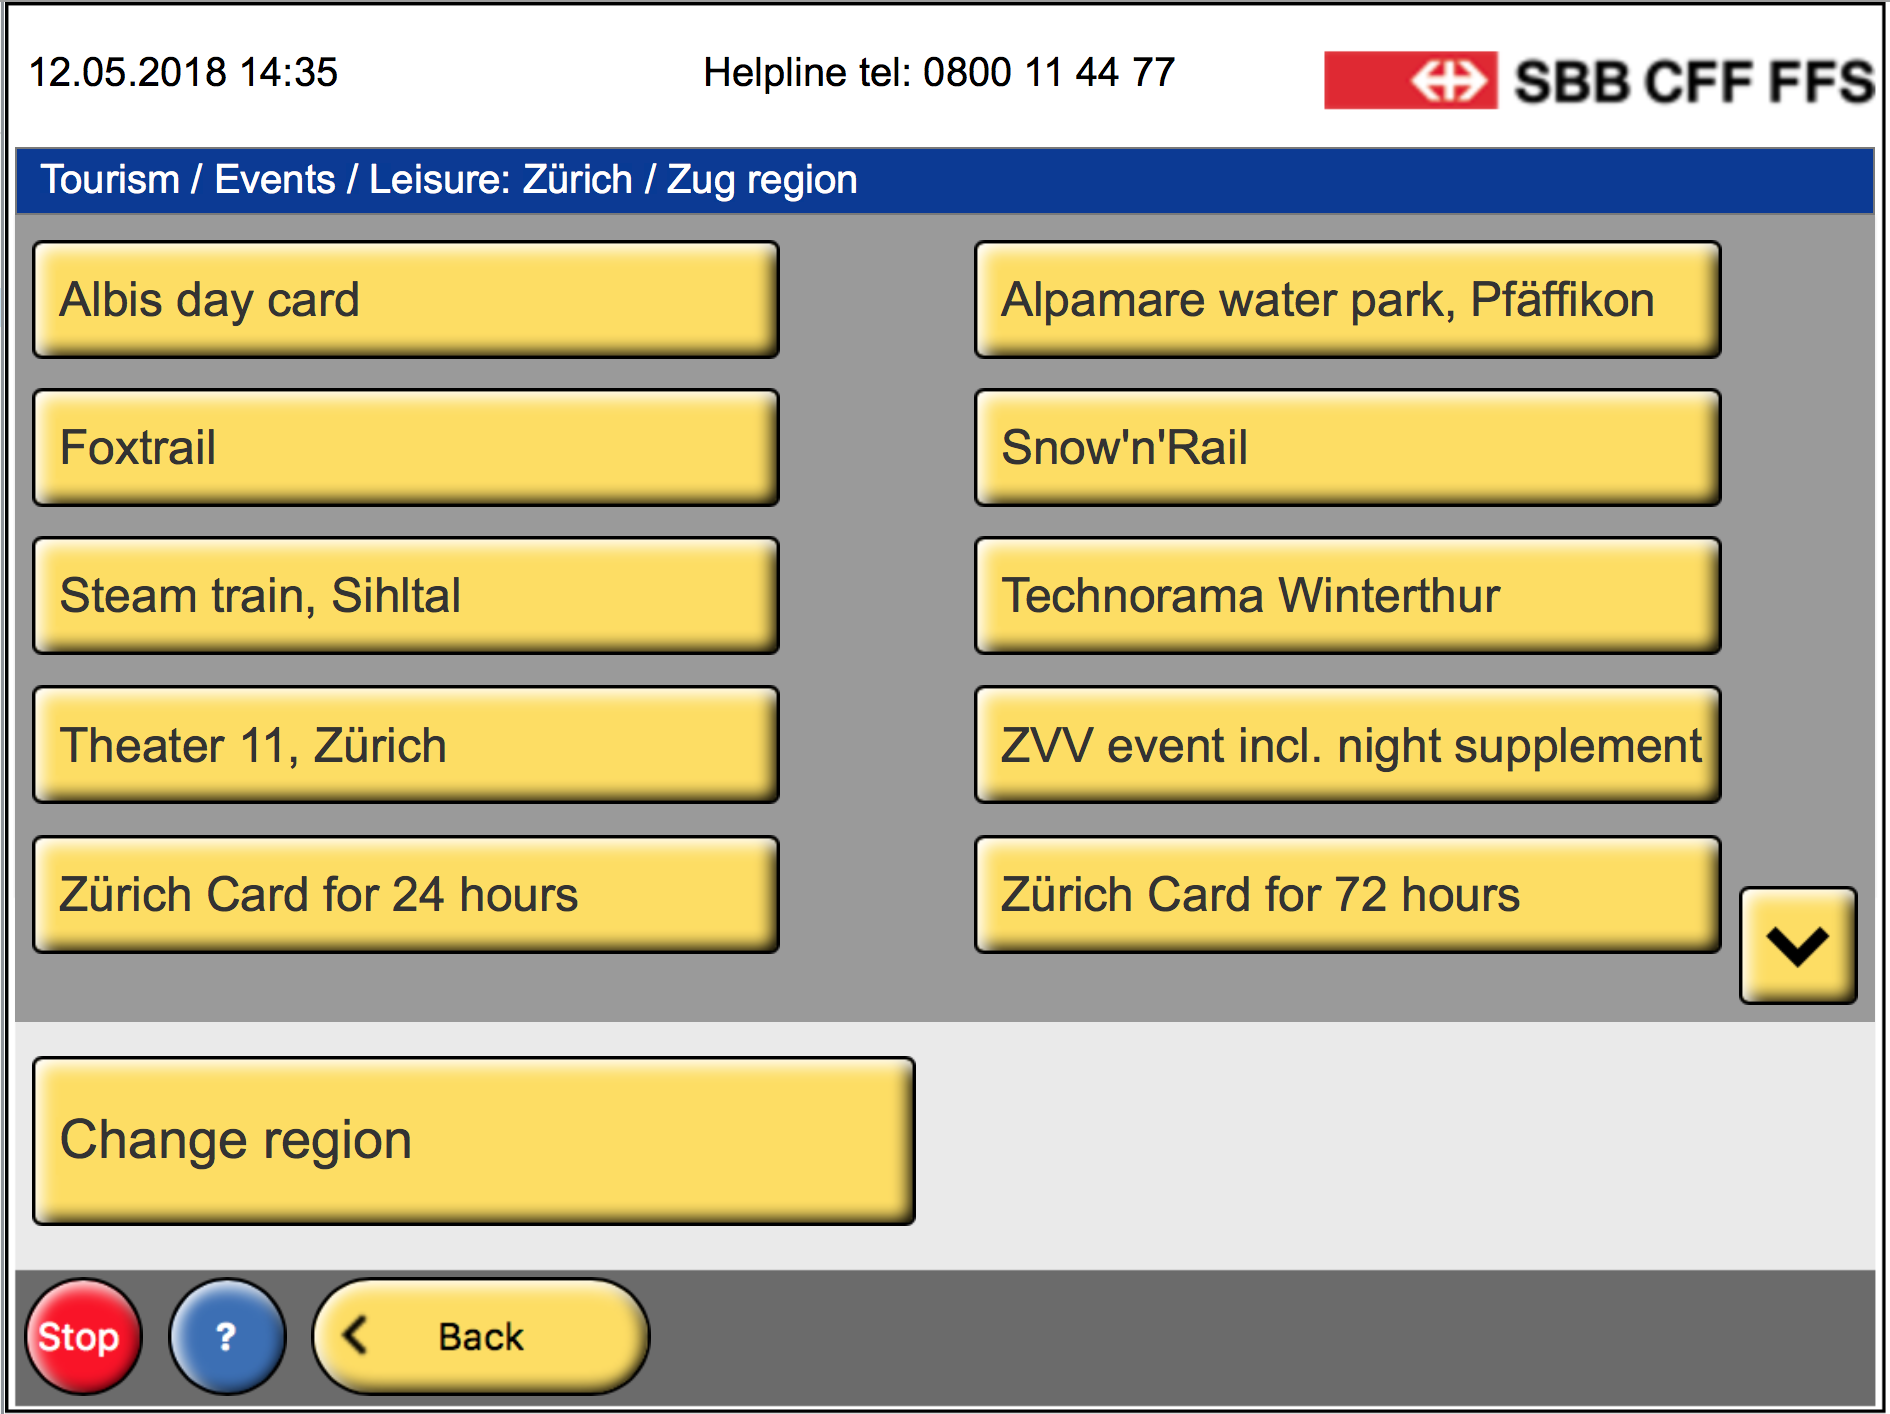 12.05.2018 14:35
Helpline tel: 0800 11 44 77
SBB CFF FFS
Tourism / Events / Leisure: Zürich / Zug region
Albis day card
Alpamare water park, Pfäffikon
Foxtrail
Snow'n'Rail
Steam train, Sihltal
Technorama Winterthur
Theater 11, Zürich
ZVV event incl. night supplement
Zürich Card for 24 hours
Zürich Card for 72 hours
Change region
Stop
?
Back